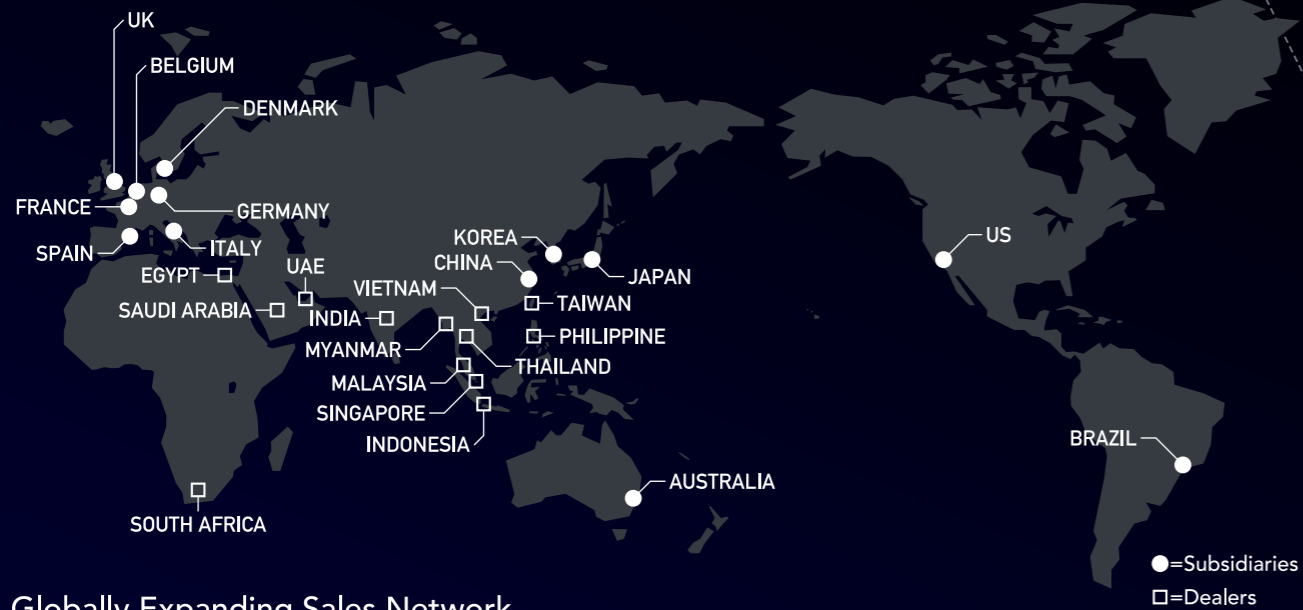 UK
BELGIUM
DENMARK
FRANCE
GERMANY
SPAIN
ITALY
EGYPT
UAE
SAUDI ARABIA
INDIA
KOREA
CHINA
JAPAN
VIETNAM
TAIWAN
MYANMAR
PHILIPPINE
THAILAND
MALAYSIA
SINGAPORE
INDONESIA
US
BRAZIL
AUSTRALIA
SOUTH AFRICA
=Subsidiaries
=Dealers
Globally Expanding Sales Network